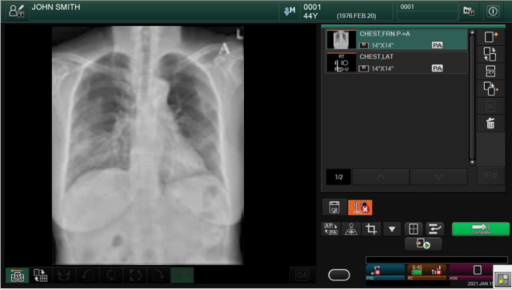 JOHN SMITH
M
0001
44Y
(1976 FEB 20)
0001
L
A
CHEST,FRN P->A
14"X14"
PA
CHEST,LAT
14"X14"
PA
1/2
2021 JAN